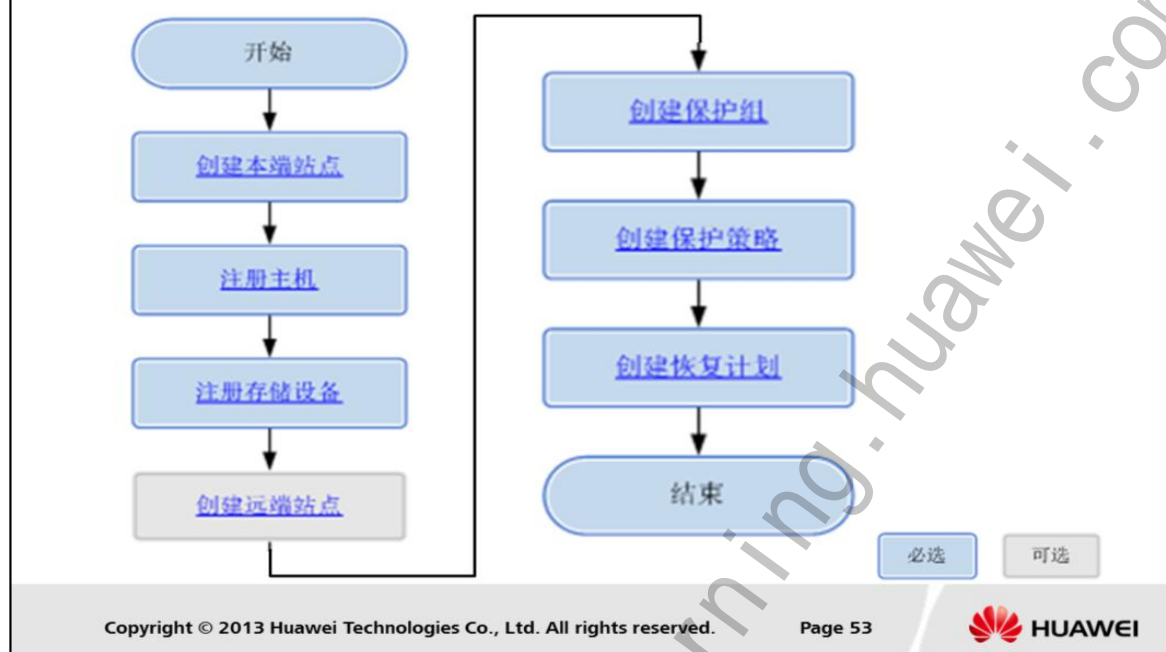 开始
创建本端站点
注册主机
注册存储设备
创建远端站点
创建保护组
创建保护策略
创建恢复计划
结束
必选
可选
rning.huawei.co
Copyright © 2013 Huawei Technologies Co., Ltd. All rights reserved.
Page 53
HUAWEI